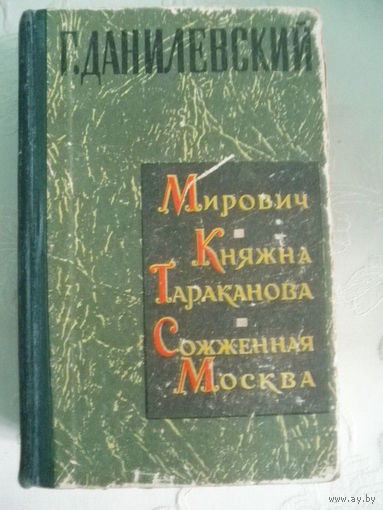 Г. ДАНИЛЕВСКИЙ
Мирович
Княжна
Тараканова
Сожженная
Москва
www.ay.by